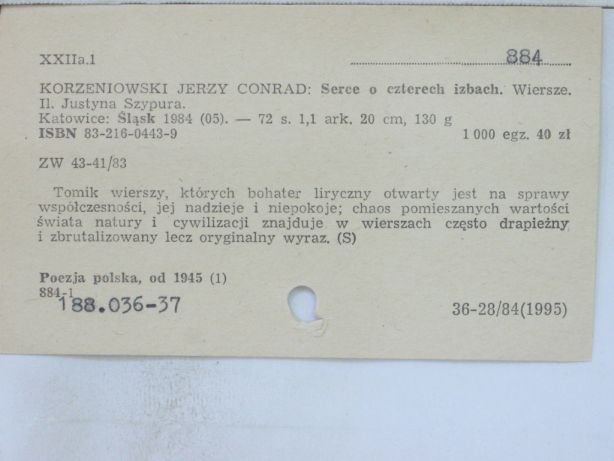 XXIIa.1 884
KORZENIOWSKI JERZY CONRAD: Serce o czterech izbach. Wiersze.
Il. Justyna Szypura.
Katowice: Śląsk 1984 (05). — 72 s. 1,1 ark. 20 cm, 130 g
ISBN 83-216-0443-9 1 000 egz. 40 zł
ZW 43-41/83
Tomik wierszy, których bohater liryczny otwarty jest na sprawy
współczesności, jej nadzieje i niepokoje; chaos pomieszanych wartości
świata natury i cywilizacji znajduje w wierszach często drapieżny
i zbrutalizowany lecz oryginalny wyraz. (S)
Poezja polska, od 1945 (1)
884-1
188.036-37
36-28/84(1995)